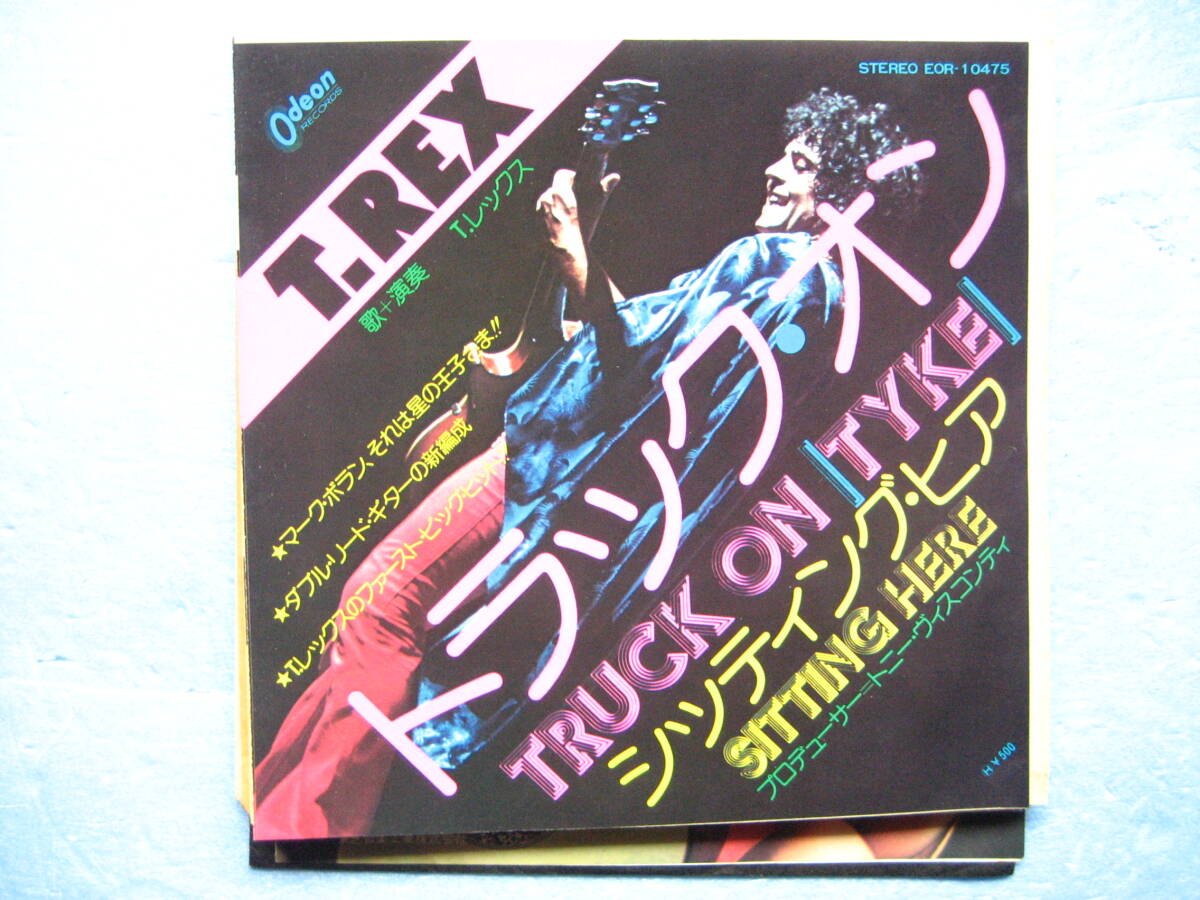 Odeon
RECORDS
STEREO EOR-10475
T.REX
歌+演奏 T.レックス
★マーク・ボラン、それは星の王子さま!!
★ダブル・リード・ギターの新編成
★T.レックスのファースト・ビッグ・ヒット!
トラック・オン
TRUCK ON [TYKE]
シッティング・ヒア
SITTING HERE
プロデューサー=トニー・ヴィスコンティ
H ¥500